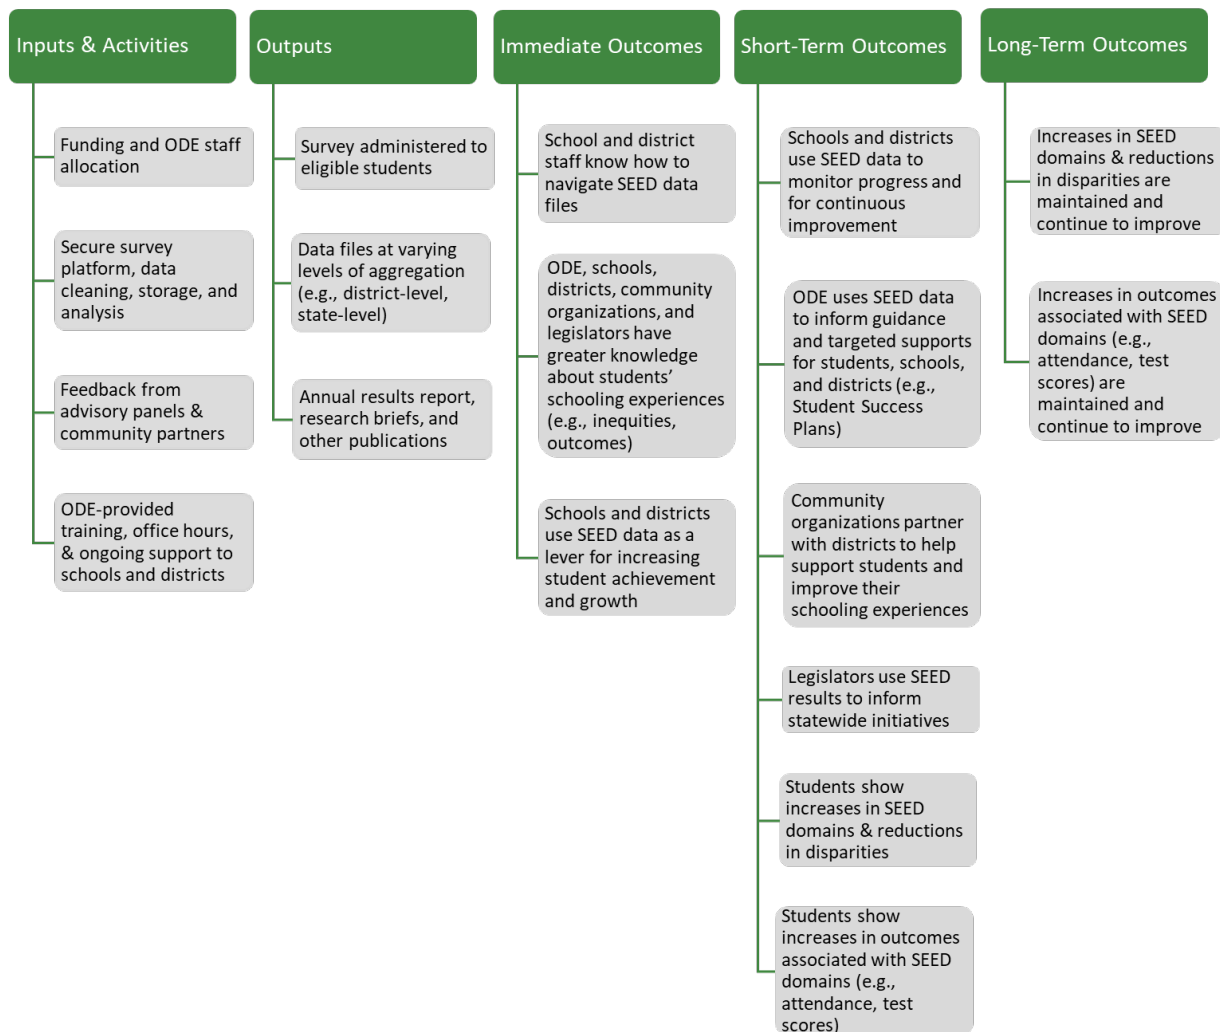 Inputs & Activities
Funding and ODE staff
allocation
Secure survey
platform, data
cleaning, storage, and
analysis
Feedback from
advisory panels &
community partners
ODE-provided
training, office hours,
& ongoing support to
schools and districts
Outputs
Survey administered to
eligible students
Data files at varying
levels of aggregation
(e.g., district-level,
state-level)
Annual results report,
research briefs, and
other publications
Immediate Outcomes
School and district
staff know how to
navigate SEED data
files
ODE, schools,
districts, community
organizations, and
legislators have
greater knowledge
about students’
schooling experiences
(e.g., inequities,
outcomes)
Schools and districts
use SEED data as a
lever for increasing
student achievement
and growth
Short-Term Outcomes
Schools and districts
use SEED data to
monitor progress and
for continuous
improvement
ODE uses SEED data
to inform guidance
and targeted supports
for students, schools,
and districts (e.g.,
Student Success
Plans)
Community
organizations partner
with districts to help
support students and
improve their
schooling experiences
Legislators use SEED
results to inform
statewide initiatives
Students show
increases in SEED
domains & reductions
in disparities
Students show
increases in outcomes
associated with SEED
domains (e.g.,
attendance, test
scores)
Long-Term Outcomes
Increases in SEED
domains & reductions
in disparities are
maintained and
continue to improve
Increases in outcomes
associated with SEED
domains (e.g.,
attendance, test
scores) are
maintained and
continue to improve